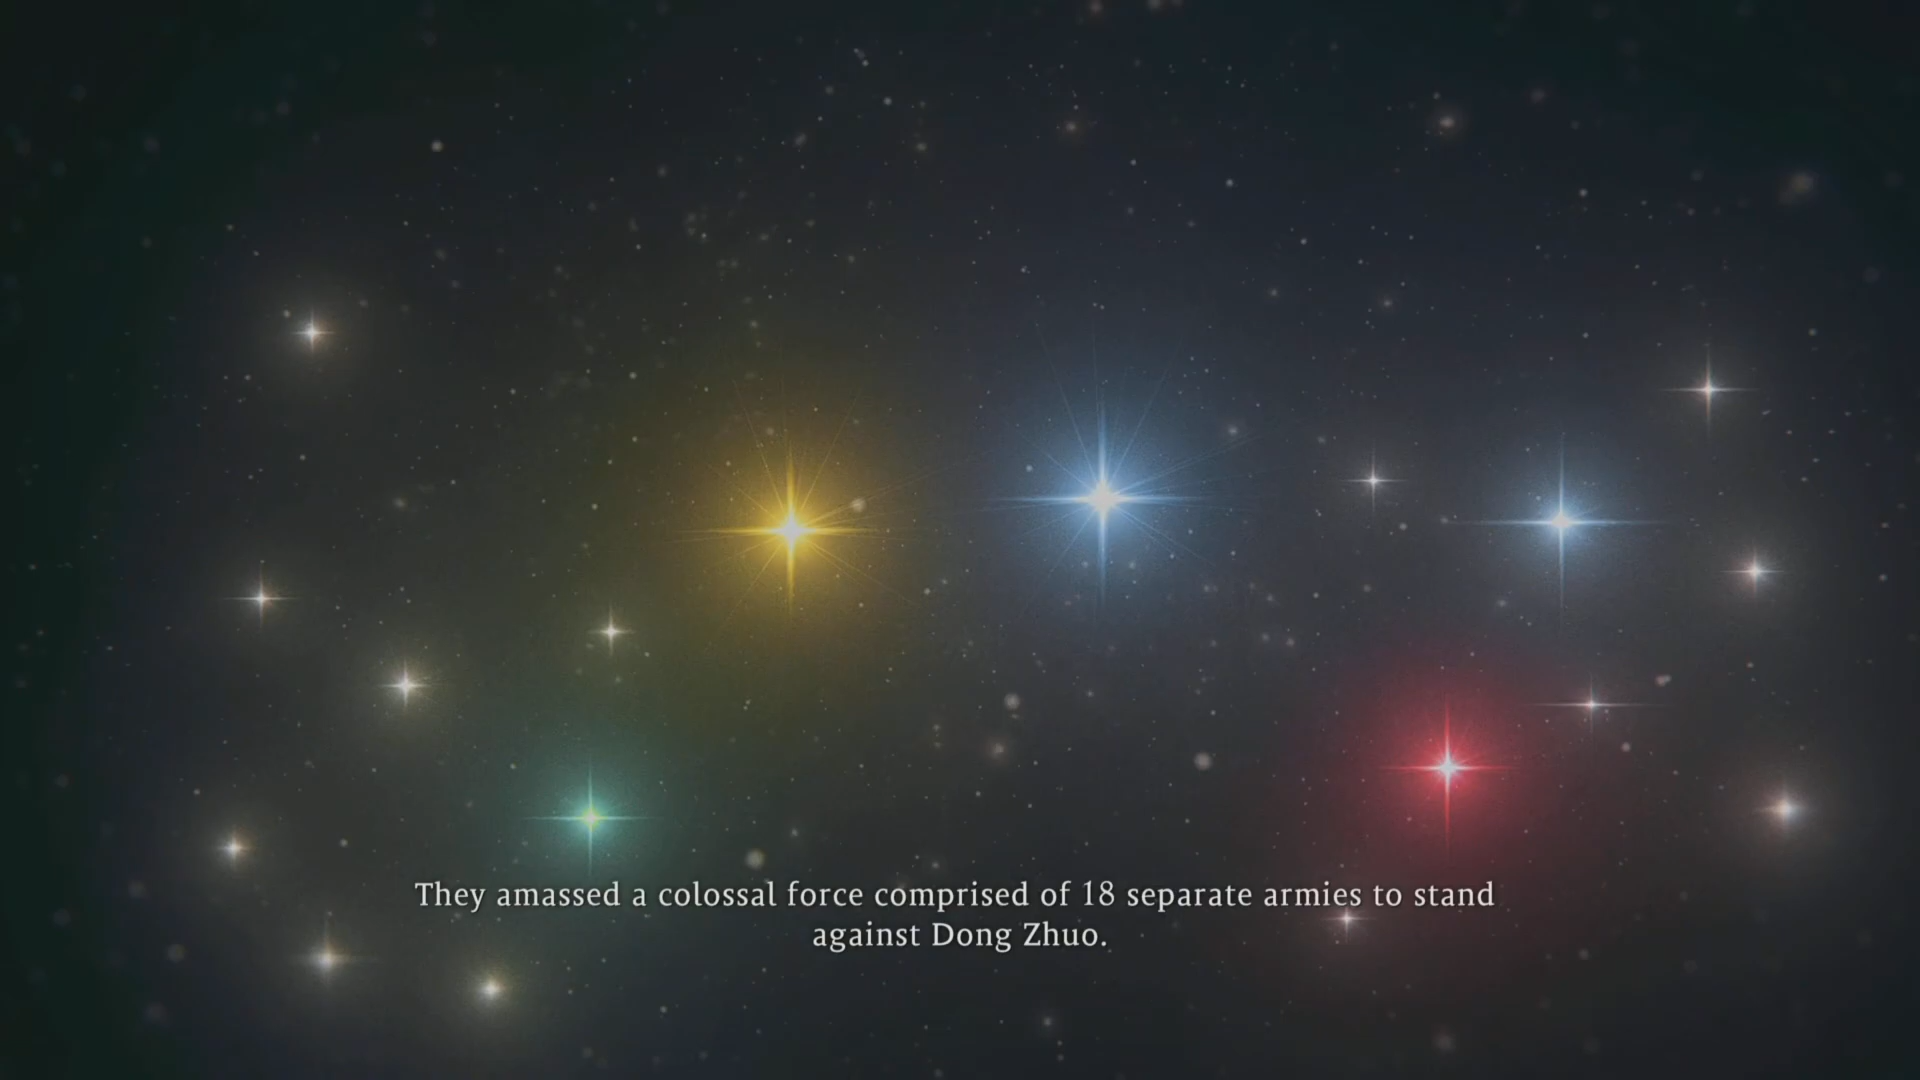 They amassed a colossal force comprised of 18 separate armies to stand
against Dong Zhuo.